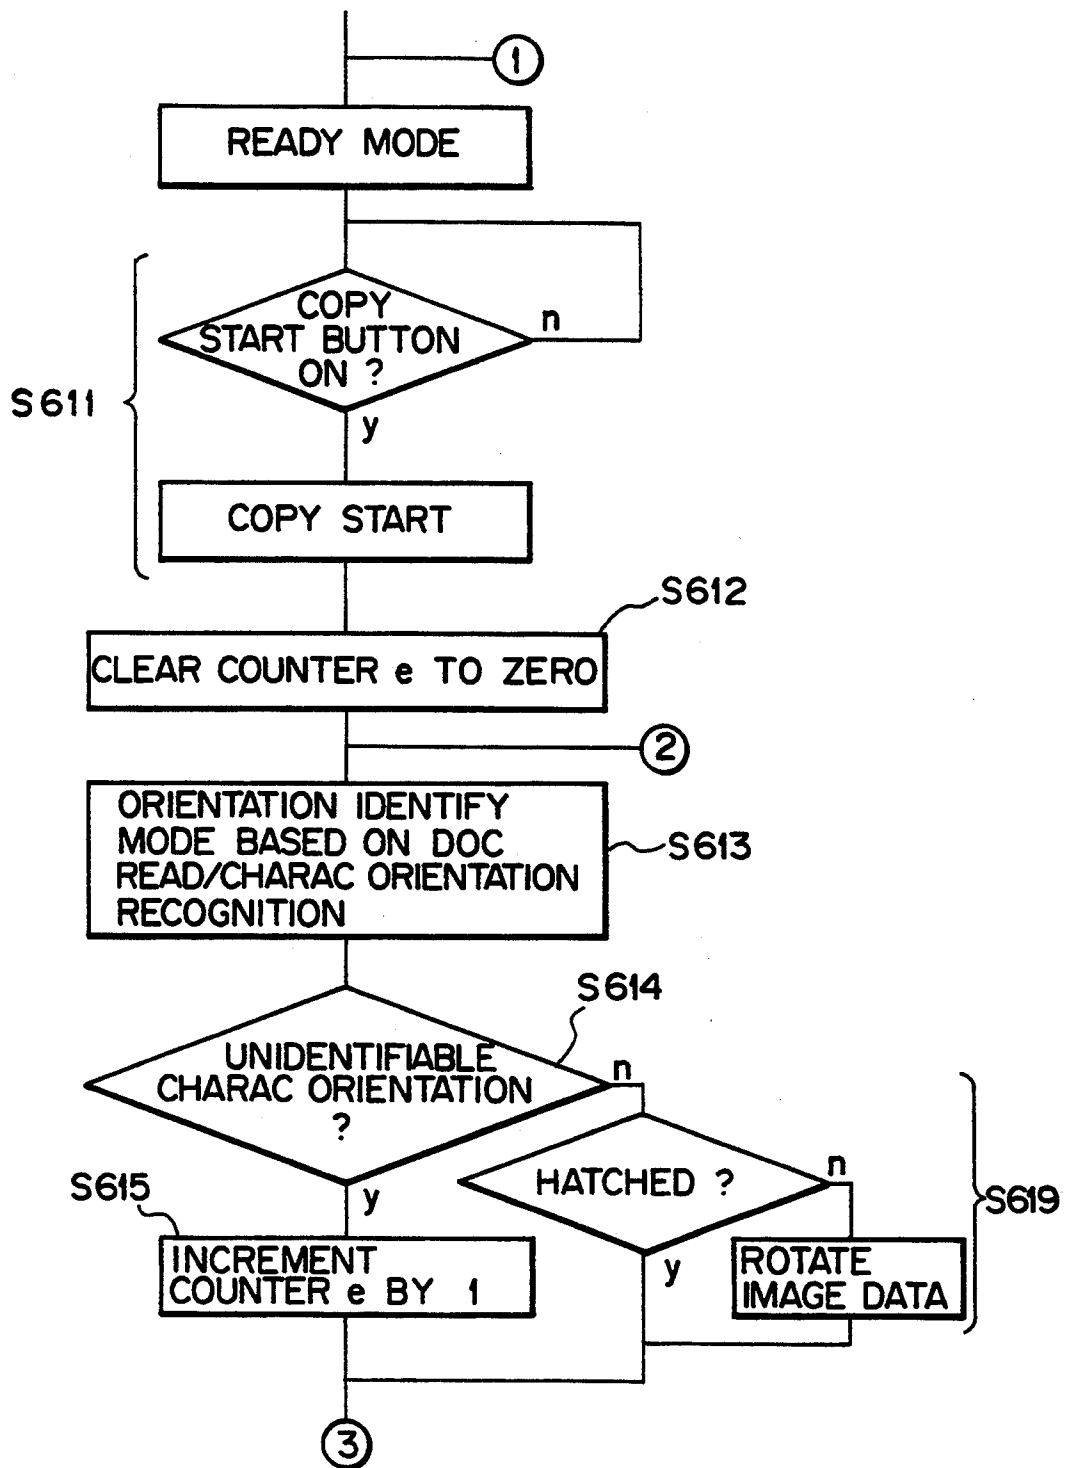 1
READY MODE
COPY
START BUTTON
ON ?
n
y
S611
COPY START
S612
CLEAR COUNTER e TO ZERO
2
ORIENTATION IDENTIFY
MODE BASED ON DOC
READ/CHARAC ORIENTATION
RECOGNITION
S613
S614
UNIDENTIFIABLE
CHARAC ORIENTATION
?
n
y
HATCHED ?
n
y
S619
S615
INCREMENT
COUNTER e BY 1
ROTATE
IMAGE DATA
3